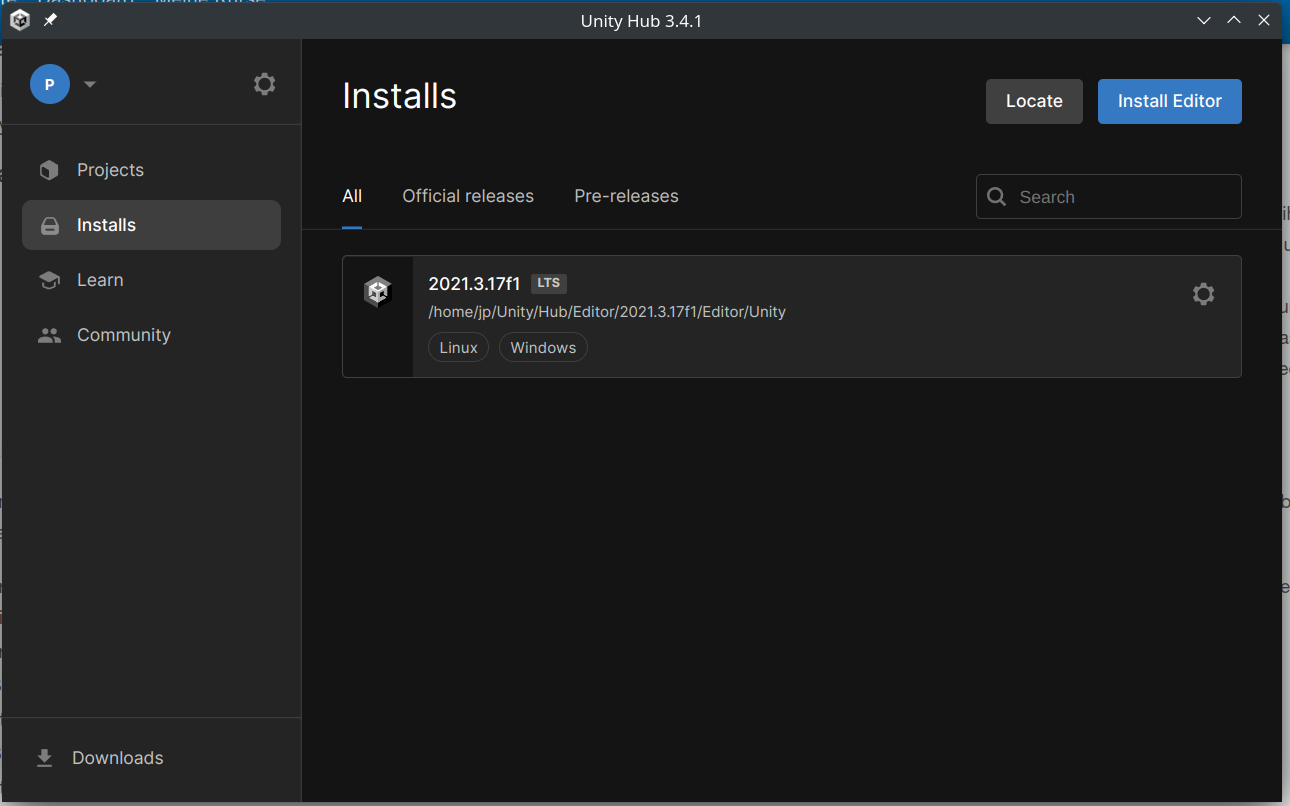 Unity Hub 3.4.1
P
Installs
Locate
Install Editor
Projects
Installs
Learn
Community
All
Official releases
Pre-releases
Search
2021.3.17f1 LTS
/home/jp/Unity/Hub/Editor/2021.3.17f1/Editor/Unity
Linux
Windows
Downloads